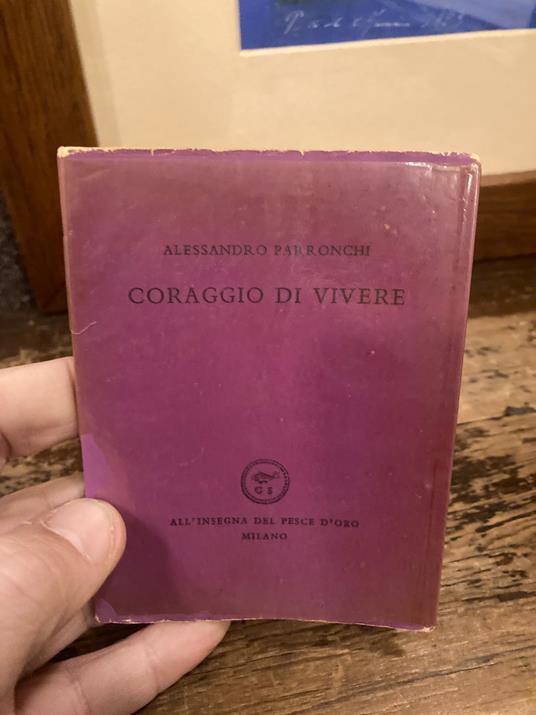 ALESSANDRO PARRONCHI
CORAGGIO DI VIVERE
G S
ALL'INSEGNA DEL PESCE D'ORO
MILANO